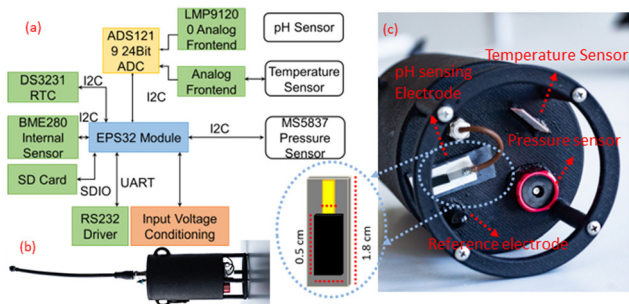 (a)
LMP9120
0 Analog
Frontend
pH Sensor
ADS121
9 24Bit
ADC
Analog
Frontend
Temperature
Sensor
I2C
DS3231
RTC
I2C
BME280
Internal
Sensor
I2C
EPS32 Module
I2C
MS5837
Pressure
Sensor
SD Card
SDIO
UART
RS232
Driver
Input Voltage
Conditioning
(b)
0.5 cm
1.8 cm
(c)
Temperature Sensor
pH sensing
Electrode
Pressure sensor
Reference electrode